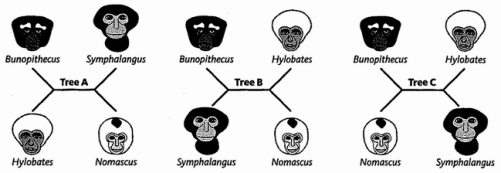 Bunopithecus Symphalangus Bunopithecus Hylobates Bunopithecus Hylobates
Tree A Tree B Tree C
Hylobates Nomascus Symphalangus Nomascus Nomascus Symphalangus